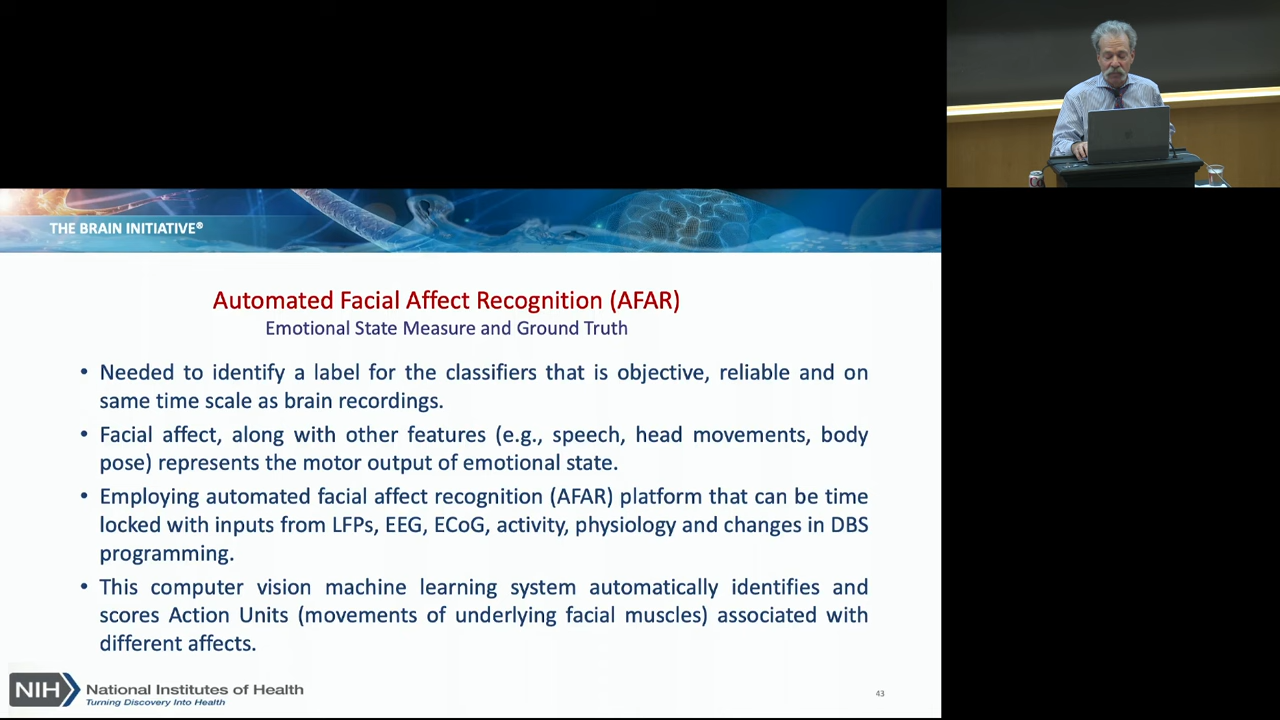 THE BRAIN INITIATIVE®
Automated Facial Affect Recognition (AFAR)
Emotional State Measure and Ground Truth
• Needed to identify a label for the classifiers that is objective, reliable and on
same time scale as brain recordings.
• Facial affect, along with other features (e.g., speech, head movements, body
pose) represents the motor output of emotional state.
• Employing automated facial affect recognition (AFAR) platform that can be time
locked with inputs from LFPs, EEG, ECoG, activity, physiology and changes in DBS
programming.
• This computer vision machine learning system automatically identifies and
scores Action Units (movements of underlying facial muscles) associated with
different affects.
NIH National Institutes of Health
Turning Discovery Into Health
43